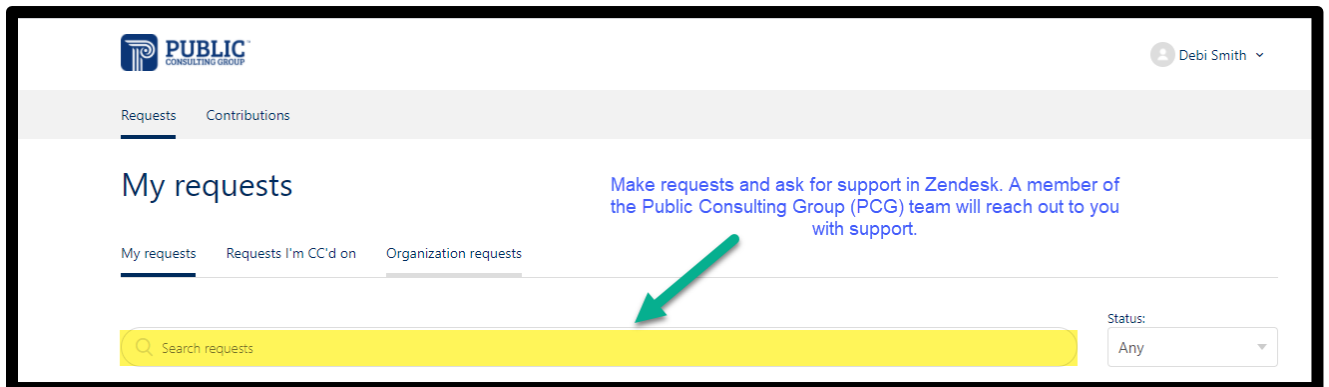 PUBLIC
CONSULTING GROUP
Debi Smith
Requests Contributions
My requests
Make requests and ask for support in Zendesk. A member of
the Public Consulting Group (PCG) team will reach out to you
with support.
My requests Requests I'm CC'd on Organization requests
Status:
Search requests
Any